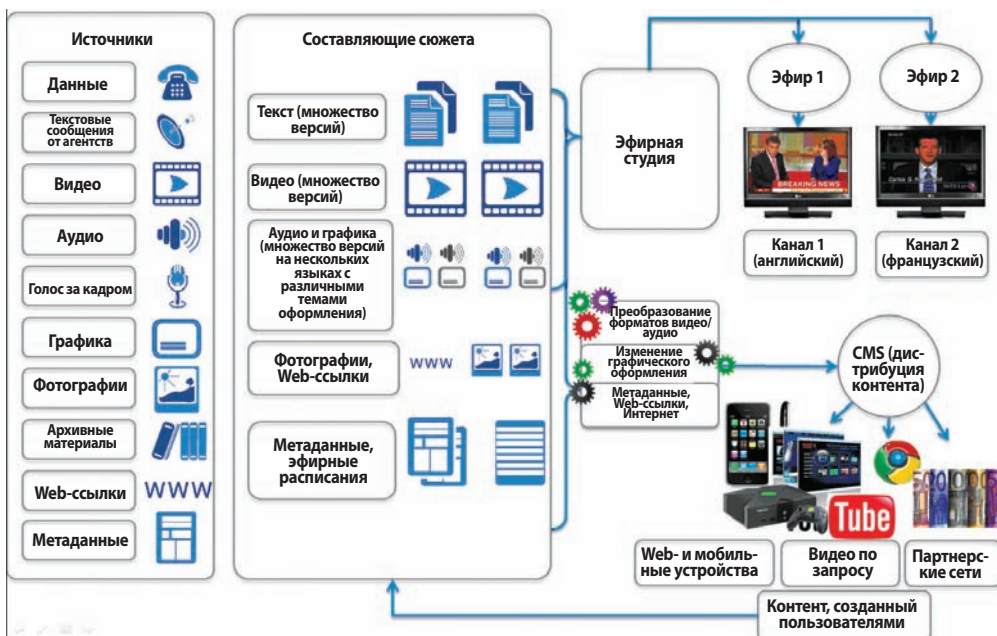 Источники
Данные
Текстовые
сообщения
от агентств
Видео
Аудио
Голос за кадром
Графика
Фотографии
Архивные
материалы
Web-ссылки
WWW
Метаданные
Составляющие сюжета
Текст (множество
версий)
Видео (множество
версий)
Аудио и графика
(множество версий
на нескольких
языках с
различными
темами
оформления)
Фотографии,
Web-ссылки
WWW
Метаданные,
эфирные
расписания
Эфирная
студия
Эфир 1
Эфир 2
BREAKING NEWS
Канал 1
(английский)
Канал 2
(французский)
Преобразование
форматов видео/
аудио
Изменение
графического
оформления
Метаданные,
Web-ссылки,
Интернет
CMS (дис-
трибуция
контента)
Tube
Web- и мобиль-
ные устройства
Видео по
запросу
Партнерс-
кие сети
Контент, созданный
пользователями